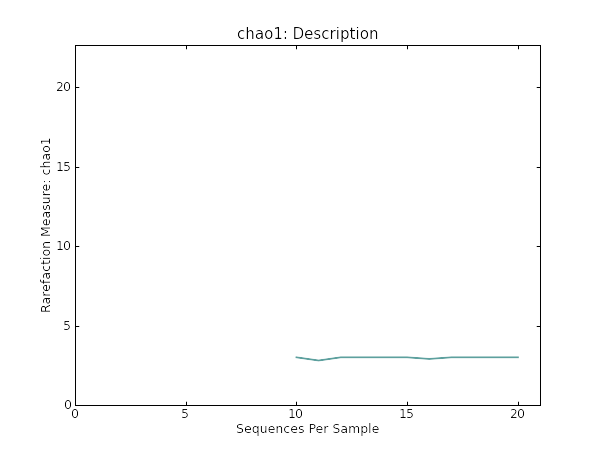 chao1: Description
20
15
10
5
0
Rarefaction Measure: chao1
0 5 10 15 20
Sequences Per Sample